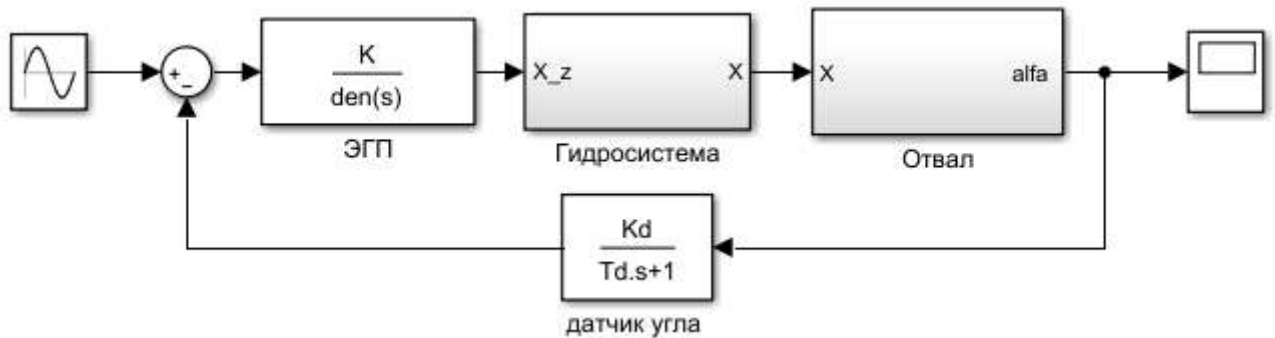 +
−
K
den(s)
ЭГП
X_z
X
Гидросистема
X
alfa
Отвал
Kd
Td.s+1
датчик угла